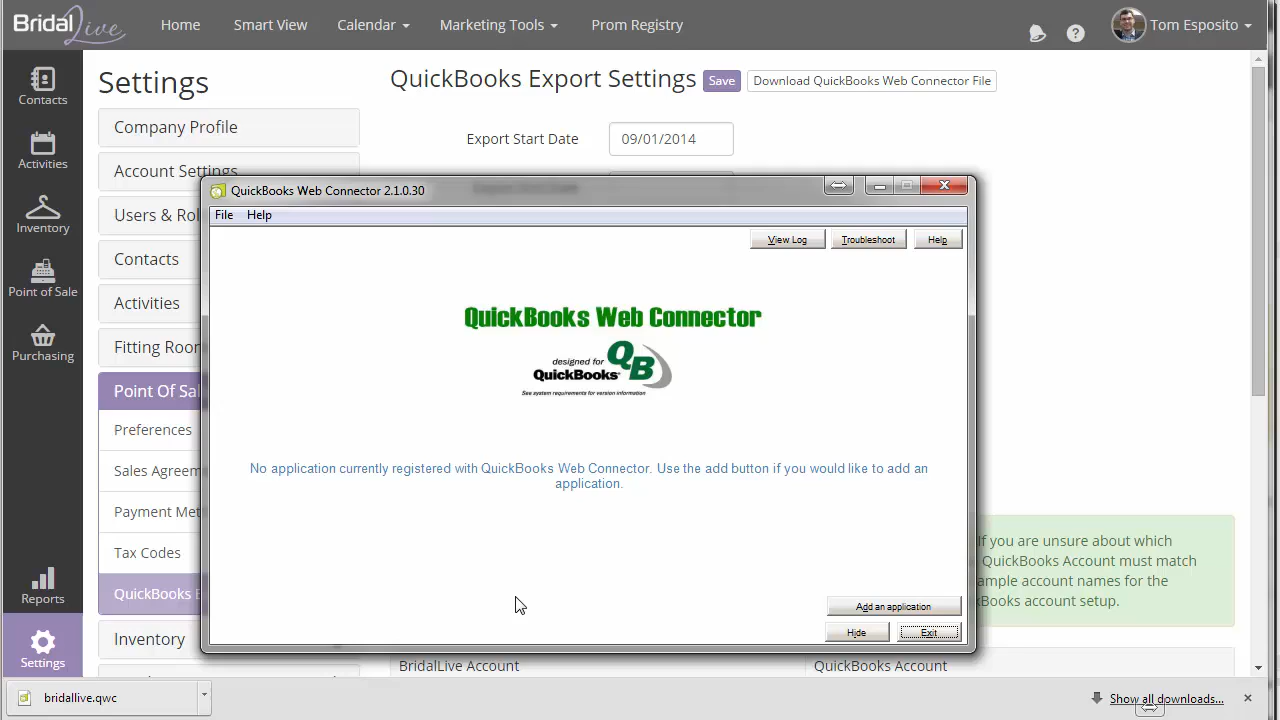 Bridal Live
Home
Smart View
Calendar
Marketing Tools
Prom Registry
?
Tom Esposito
Contacts
Activities
Inventory
Point of Sale
Purchasing
Reports
Settings
Settings
Company Profile
Account Settings
Users & Rol
Contacts
Activities
Fitting Roor
Point Of Sal
Preferences
Sales Agreem
Payment Met
Tax Codes
QuickBooks E
Inventory
QuickBooks Export Settings
Save
Download QuickBooks Web Connector File
Export Start Date
09/01/2014
QuickBooks Web Connector 2.1.0.30
File
Help
View Log
Troubleshoot
Help
QuickBooks Web Connector
designed for
QuickBooks
QB
See system requirements for version information
No application currently registered with QuickBooks Web Connector. Use the add button if you would like to add an
application.
Add an application
Hide
Exit
If you are unsure about which
QuickBooks Account must match
ample account names for the
kBooks account setup.
BridalLive Account
QuickBooks Account
bridallive.qwc
Show all downloads...